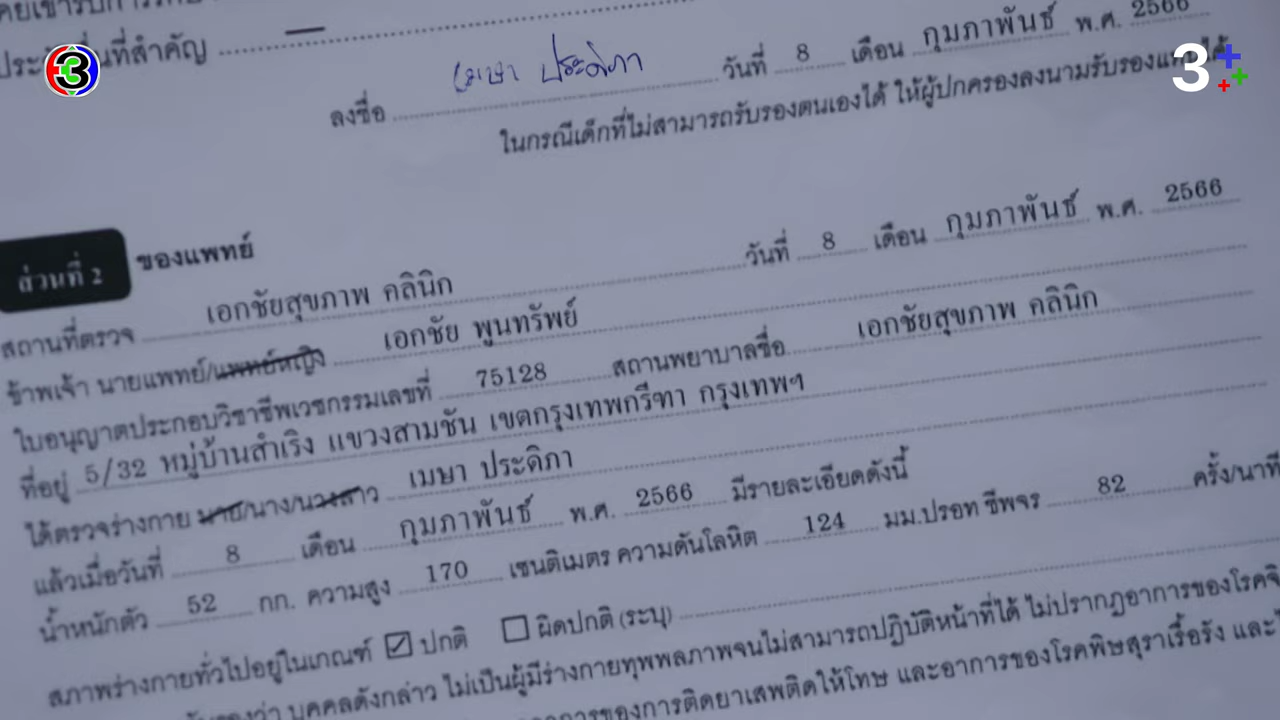 ประวัติอื่นที่สำคัญ
3
ลงชื่อ เมษา ประดิภา วันที่ 8 เดือน กุมภาพันธ์ พ.ศ. 2566
3
ในกรณีเด็กที่ไม่สามารถรับรองตนเองได้ ให้ผู้ปกครองลงนามรับรองแทนได้
ส่วนที่ 2 ของแพทย์
วันที่ 8 เดือน กุมภาพันธ์ พ.ศ. 2566
สถานที่ตรวจ เอกชัยสุขภาพ คลินิก
ข้าพเจ้า นายแพทย์/แพทย์หญิง เอกชัย พูนทรัพย์
ใบอนุญาตประกอบวิชาชีพเวชกรรมเลขที่ 75128 สถานพยาบาลชื่อ เอกชัยสุขภาพ คลินิก
ที่อยู่ 5/32 หมู่บ้านสำเริง แขวงสามชัน เขตกรุงเทพกรีฑา กรุงเทพฯ
ได้ตรวจร่างกาย นาย/นาง/นางสาว เมษา ประดิภา
แล้วเมื่อวันที่ 8 เดือน กุมภาพันธ์ พ.ศ. 2566 มีรายละเอียดดังนี้
น้ำหนักตัว 52 กก. ความสูง 170 เซนติเมตร ความดันโลหิต 124 มม.ปรอท ชีพจร 82 ครั้ง/นาที
สภาพร่างกายทั่วไปอยู่ในเกณฑ์ ☑ ปกติ ☐ ผิดปกติ (ระบุ)
บุคคลดังกล่าว ไม่เป็นผู้มีร่างกายทุพพลภาพจนไม่สามารถปฏิบัติหน้าที่ได้ ไม่ปรากฏอาการของโรคจิ
อาการของการติดยาเสพติดให้โทษ และอาการของโรคพิษสุราเรื้อรัง และ